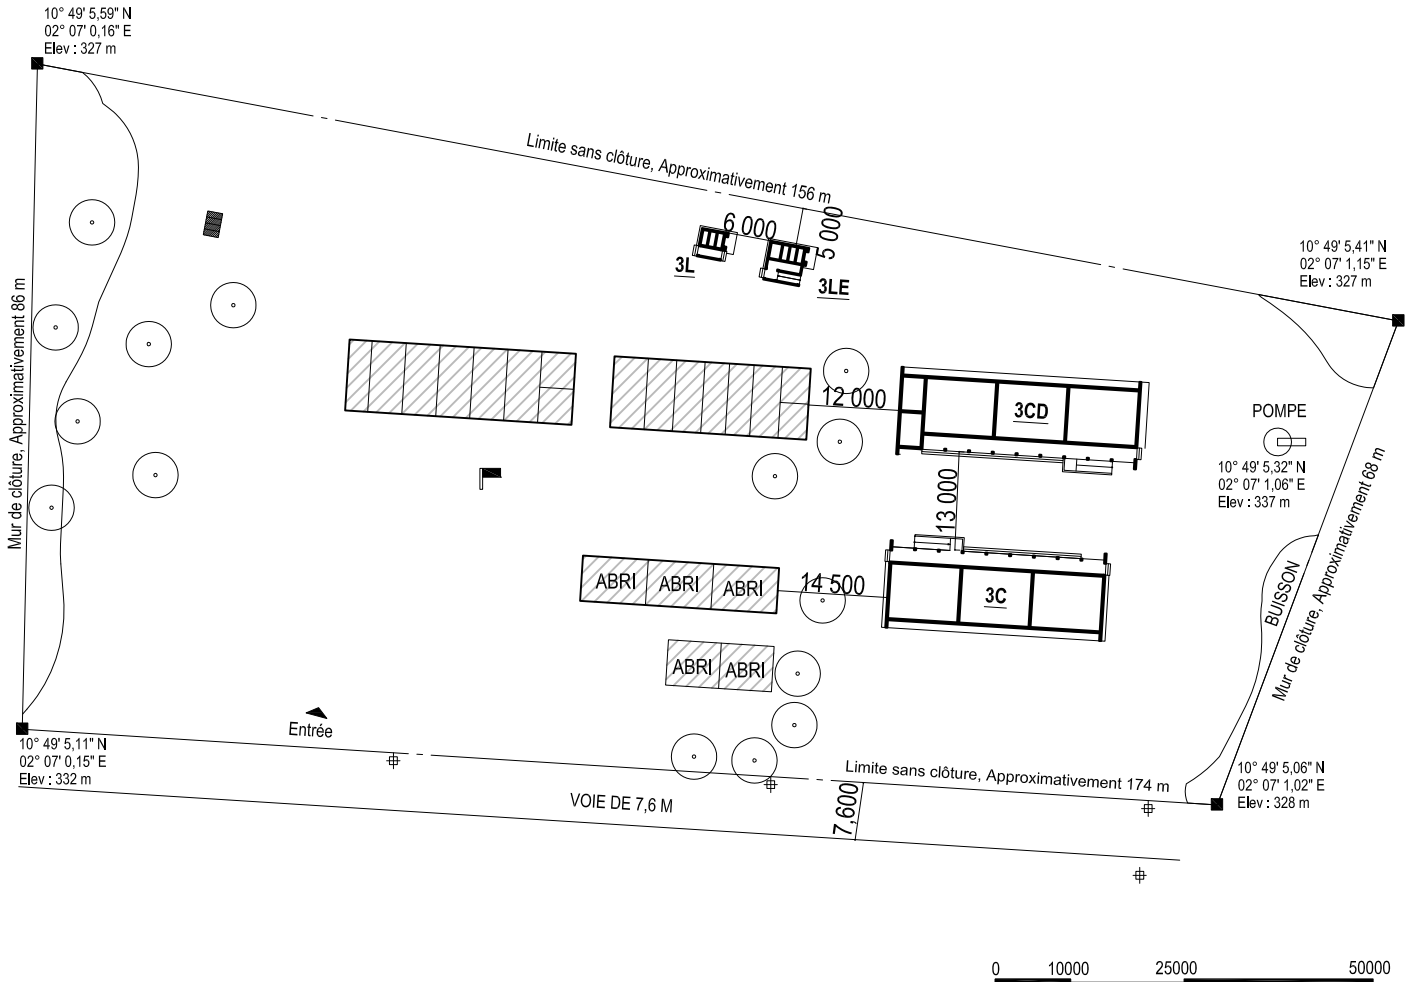 10° 49' 5,59" N
02° 07' 0,16" E
Elev : 327 m
Limite sans clôture, Approximativement 156 m
6 000
5 000
3L
3LE
10° 49' 5,41" N
02° 07' 1,15" E
Elev : 327 m
Mur de clôture, Approximativement 86 m
12 000
3CD
POMPE
10° 49' 5,32" N
02° 07' 1,06" E
Elev : 337 m
Mur de clôture, Approximativement 68 m
13 000
ABRI
ABRI
ABRI
14 500
3C
BUISSON
ABRI
ABRI
Entrée
10° 49' 5,11" N
02° 07' 0,15" E
Elev : 332 m
Limite sans clôture, Approximativement 174 m
10° 49' 5,06" N
02° 07' 1,02" E
Elev : 328 m
VOIE DE 7,6 M
7,600
0 10000 25000 50000